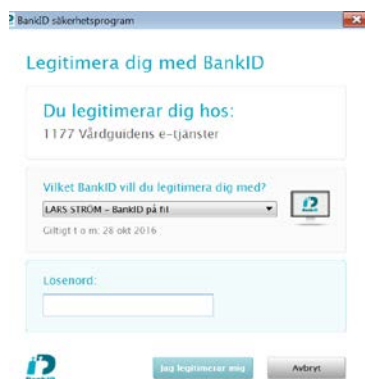 BankID säkerhetsprogram
Legitimera dig med BankID
Du legitimerar dig hos:
1177 Vårdguidens e-tjänster
Vilket BankID vill du legitimera dig med?
LARS STRÖM - BankID på fil
Giltigt t o m: 28 okt 2016
Lösenord:
Jag legitimerar mig
Avbryt
BankID